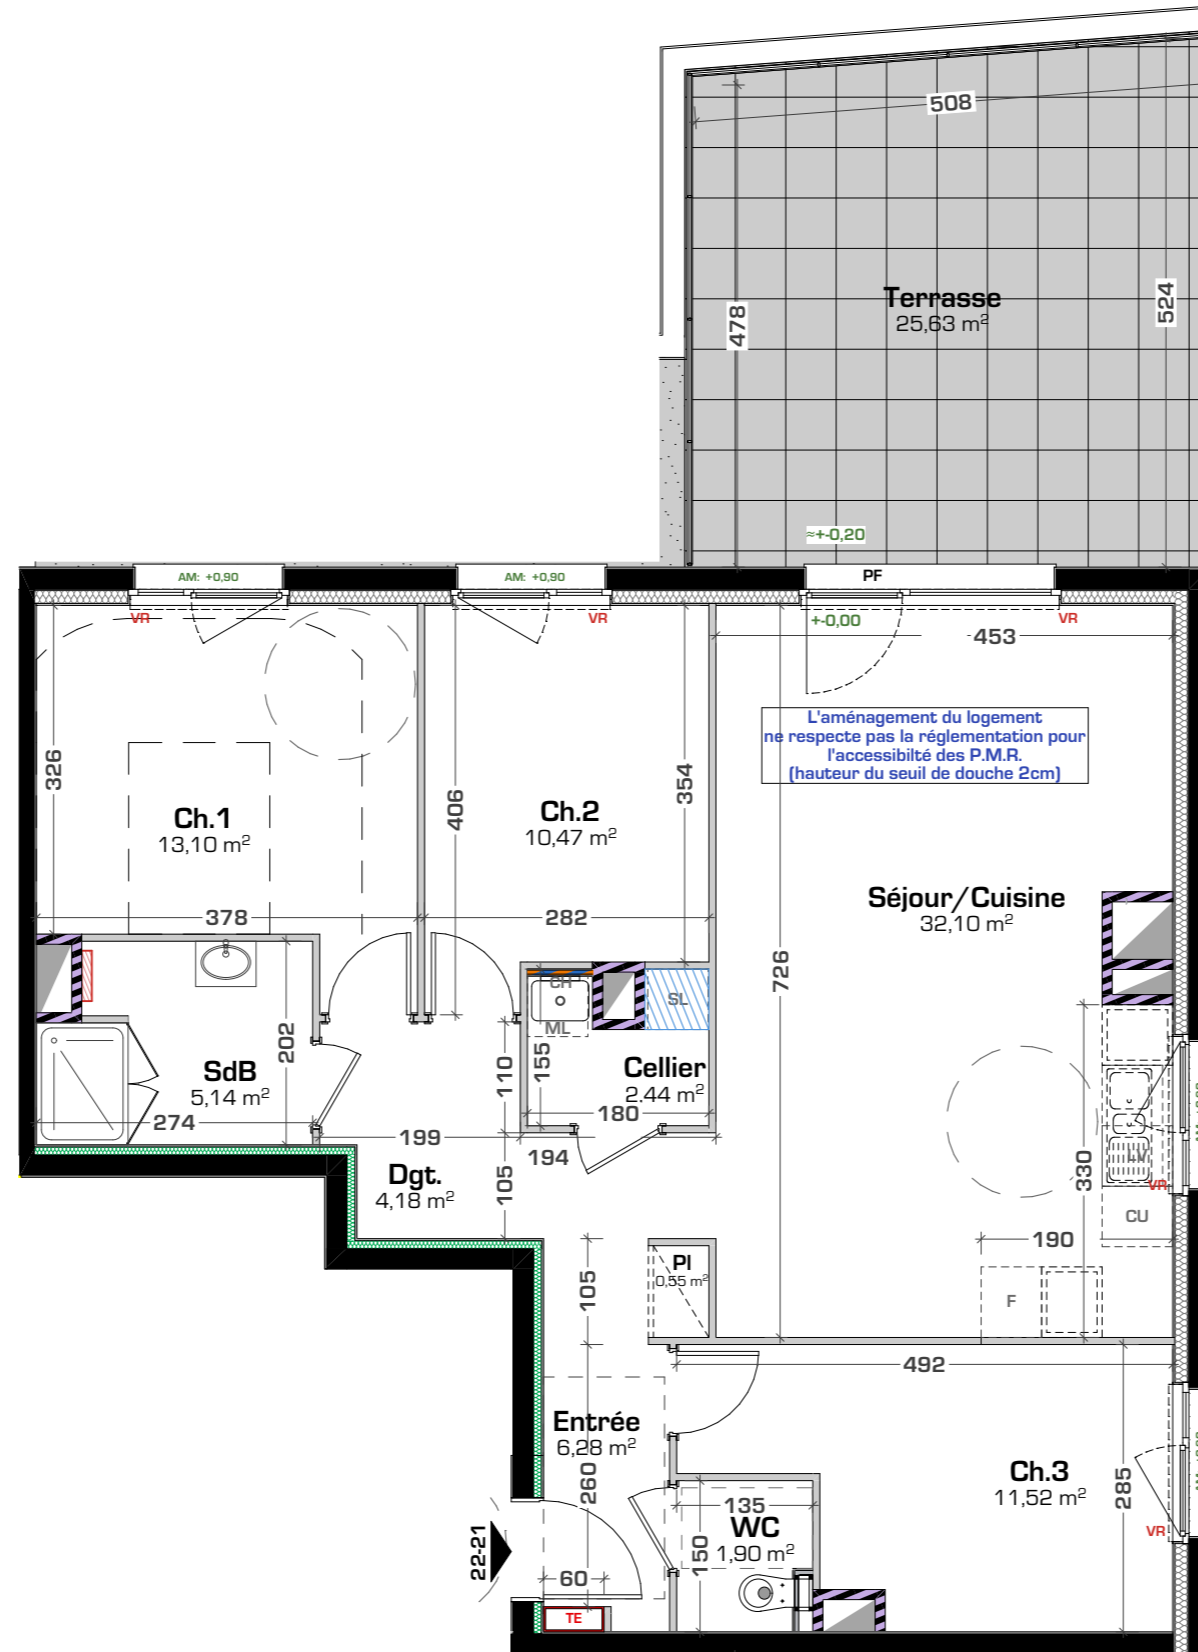 508
478
Terrasse
25,63 m²
524
≈+-0,20
AM: +0,90
AM: +0,90
PF
VR
VR
+-0,00
VR
453
L'aménagement du logement
ne respecte pas la réglementation pour
l'accessibilté des P.M.R.
(hauteur du seuil de douche 2cm)
326
406
354
Ch.1
13,10 m²
Ch.2
10,47 m²
Séjour/Cuisine
32,10 m²
378
282
726
CH
ML
SL
202
110
155
SdB
5,14 m²
Cellier
2.44 m²
274
180
199
194
Dgt.
4,18 m²
105
330
LV
VR
CU
190
105
PI
0,55 m²
F
492
Entrée
6,28 m²
260
Ch.3
11,52 m²
285
135
WC
1,90 m²
150
VR
22-21
60
TE